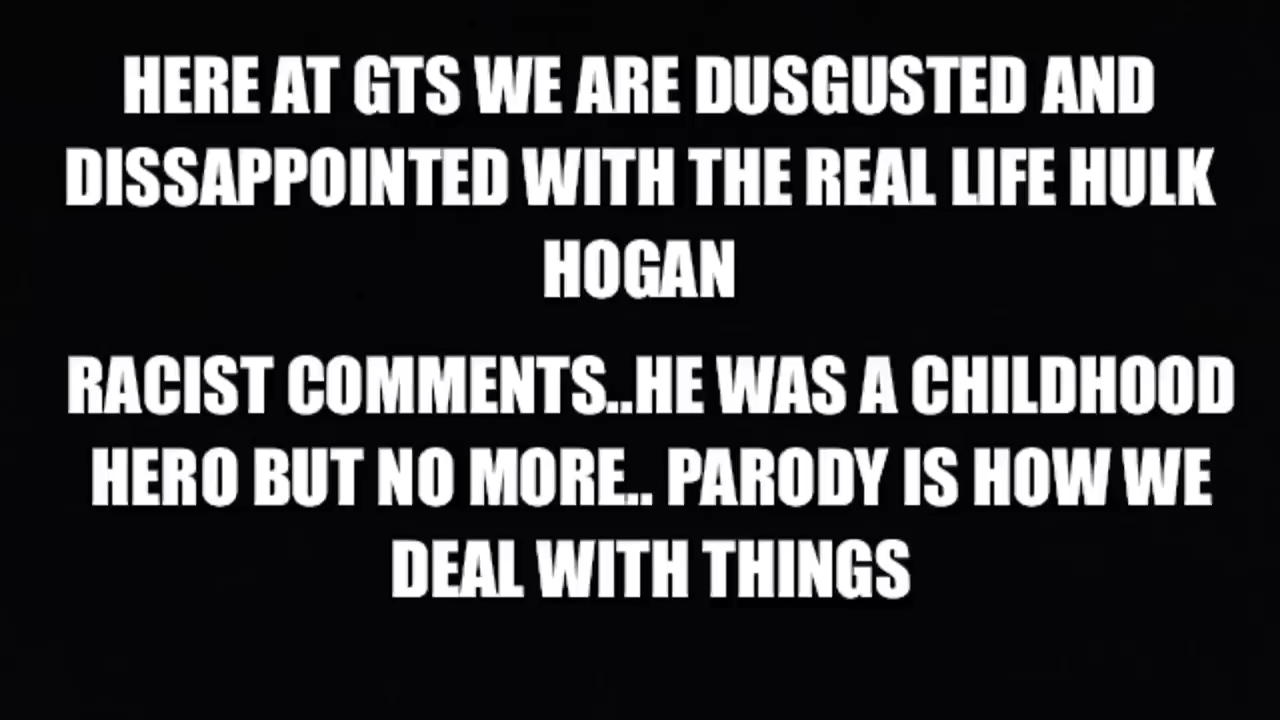 HERE AT GTS WE ARE DUSGUSTED AND
DISSAPPOINTED WITH THE REAL LIFE HULK
HOGAN
RACIST COMMENTS..HE WAS A CHILDHOOD
HERO BUT NO MORE.. PARODY IS HOW WE
DEAL WITH THINGS